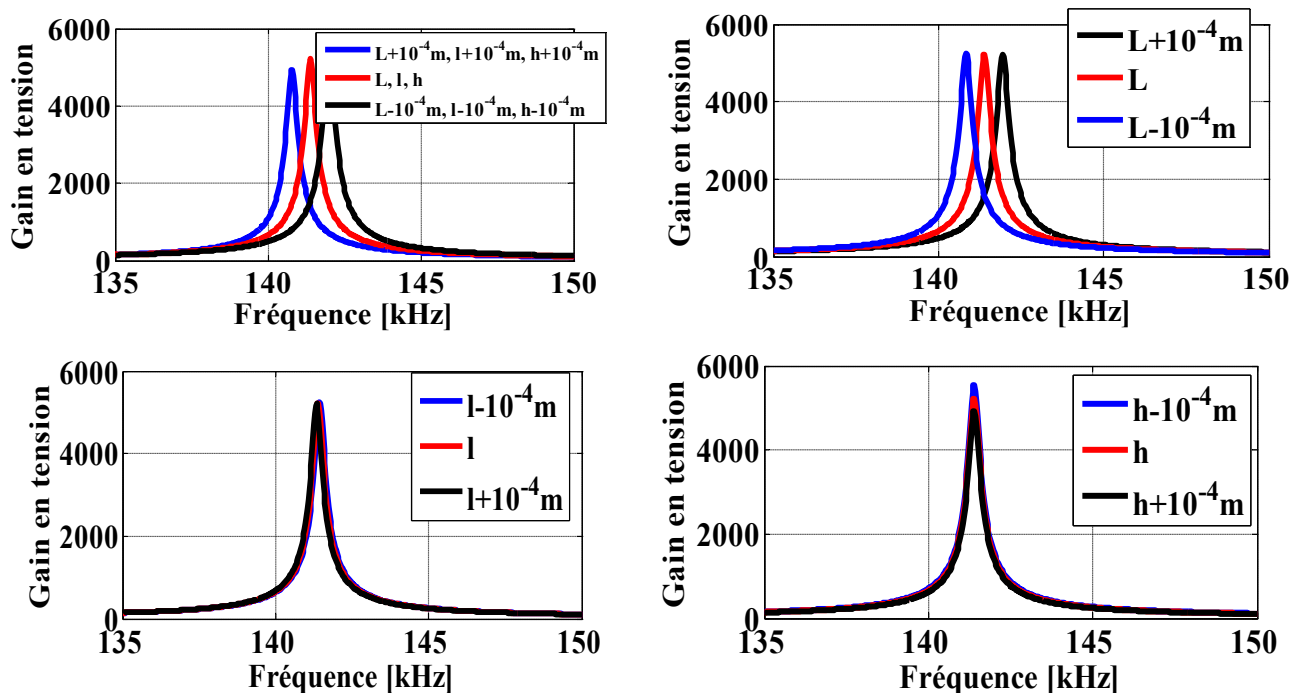 6000
4000
2000
0
135
140
145
150
Gain en tension
Fréquence [kHz]
L+10⁻⁴m, l+10⁻⁴m, h+10⁻⁴m
L, l, h
L-10⁻⁴m, l-10⁻⁴m, h-10⁻⁴m
6000
4000
2000
0
135
140
145
150
Gain en tension
Fréquence [kHz]
L+10⁻⁴m
L
L-10⁻⁴m
6000
4000
2000
0
135
140
145
150
Gain en tension
Fréquence [kHz]
l-10⁻⁴m
l
l+10⁻⁴m
6000
4000
2000
0
135
140
145
150
Gain en tension
Fréquence [kHz]
h-10⁻⁴m
h
h+10⁻⁴m